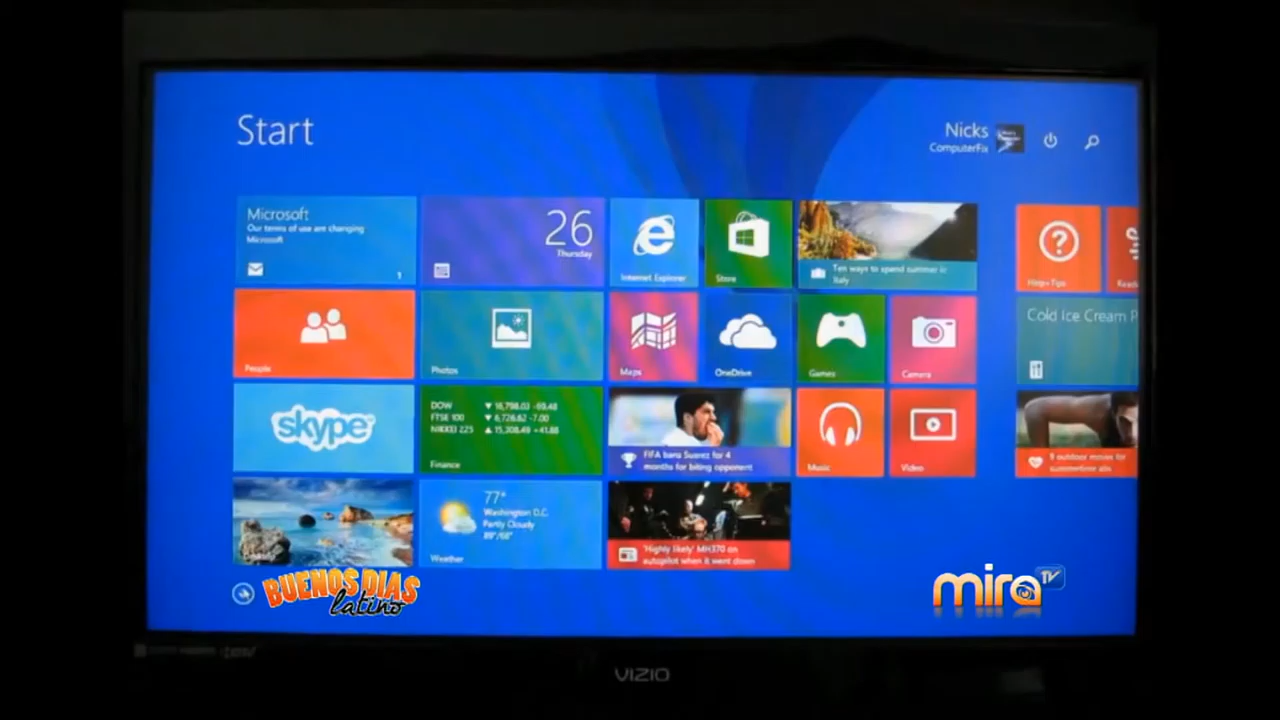 Start
Nicks
ComputerFix
Microsoft
Our terms of use are changing
Microsoft
1
26
Thursday
Internet Explorer
Store
Ten ways to spend summer in
Italy
Help+Tips
People
Photos
Maps
OneDrive
Games
Camera
Cold Ice Cream P
skype
DOW ▼ 16,798.03 -69.48
FTSE 100 ▼ 6,726.62 -7.00
NIKKEI 225 ▲ 15,308.49 +41.88
Finance
FIFA bans Suarez for 4
months for biting opponent
Music
Video
9 outdoor moves for
summertime abs
77°
Washington D.C.
Partly Cloudy
89°/68°
Weather
'Highly likely' MH370 on
autopilot when it went down
BUENOS DIAS
latino
mira TV
VIZIO